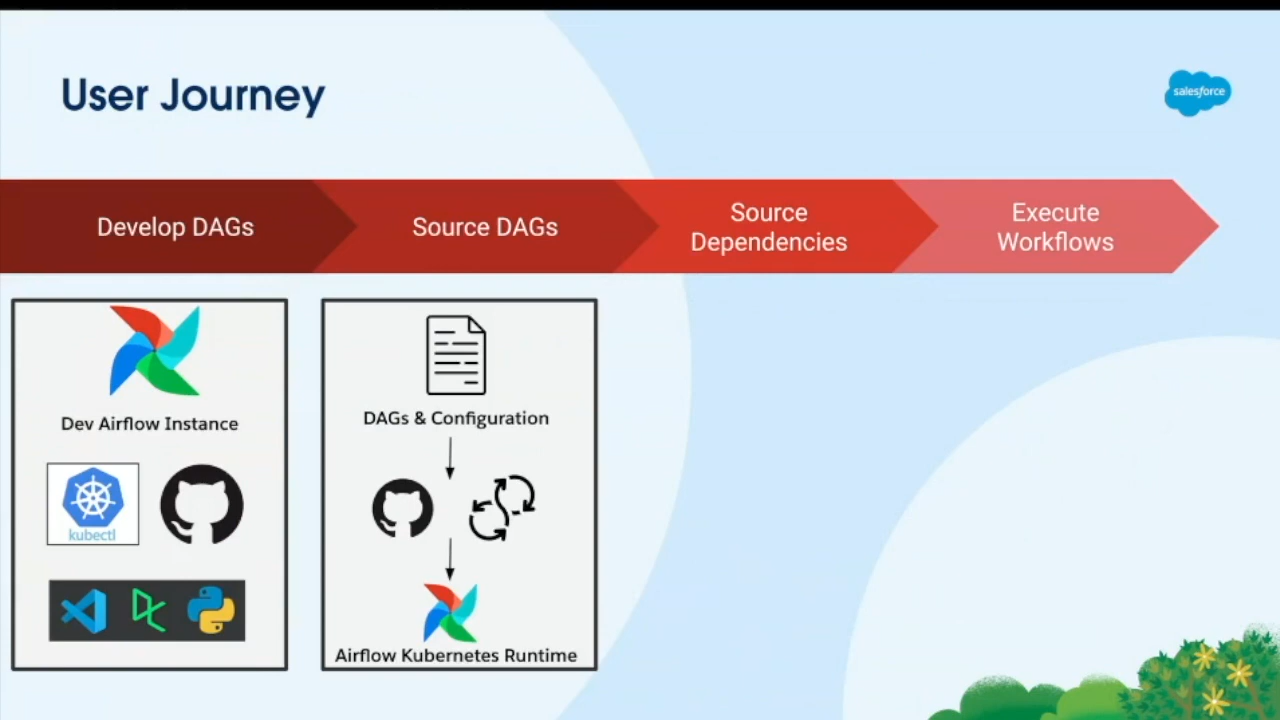 User Journey
salesforce
Develop DAGs
Source DAGs
Source
Dependencies
Execute
Workflows
Dev Airflow Instance
kubectl
DAGs & Configuration
Airflow Kubernetes Runtime